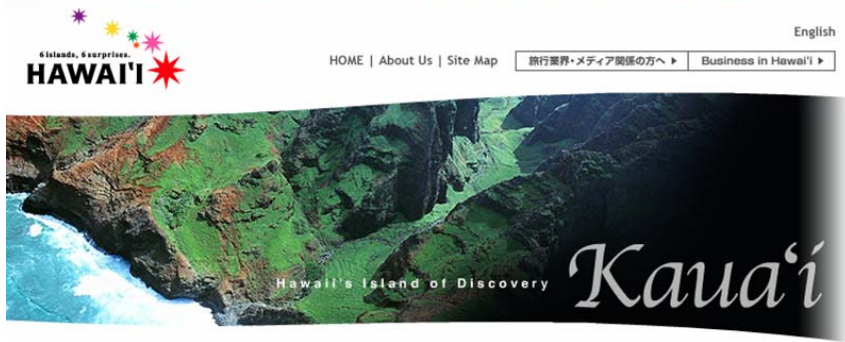 English
6 islands, 6 surprises.
HAWAI'I
HOME | About Us | Site Map
旅行業界・メディア関係の方へ
Business in Hawai'i
Hawaii's Island of Discovery
Kaua'i